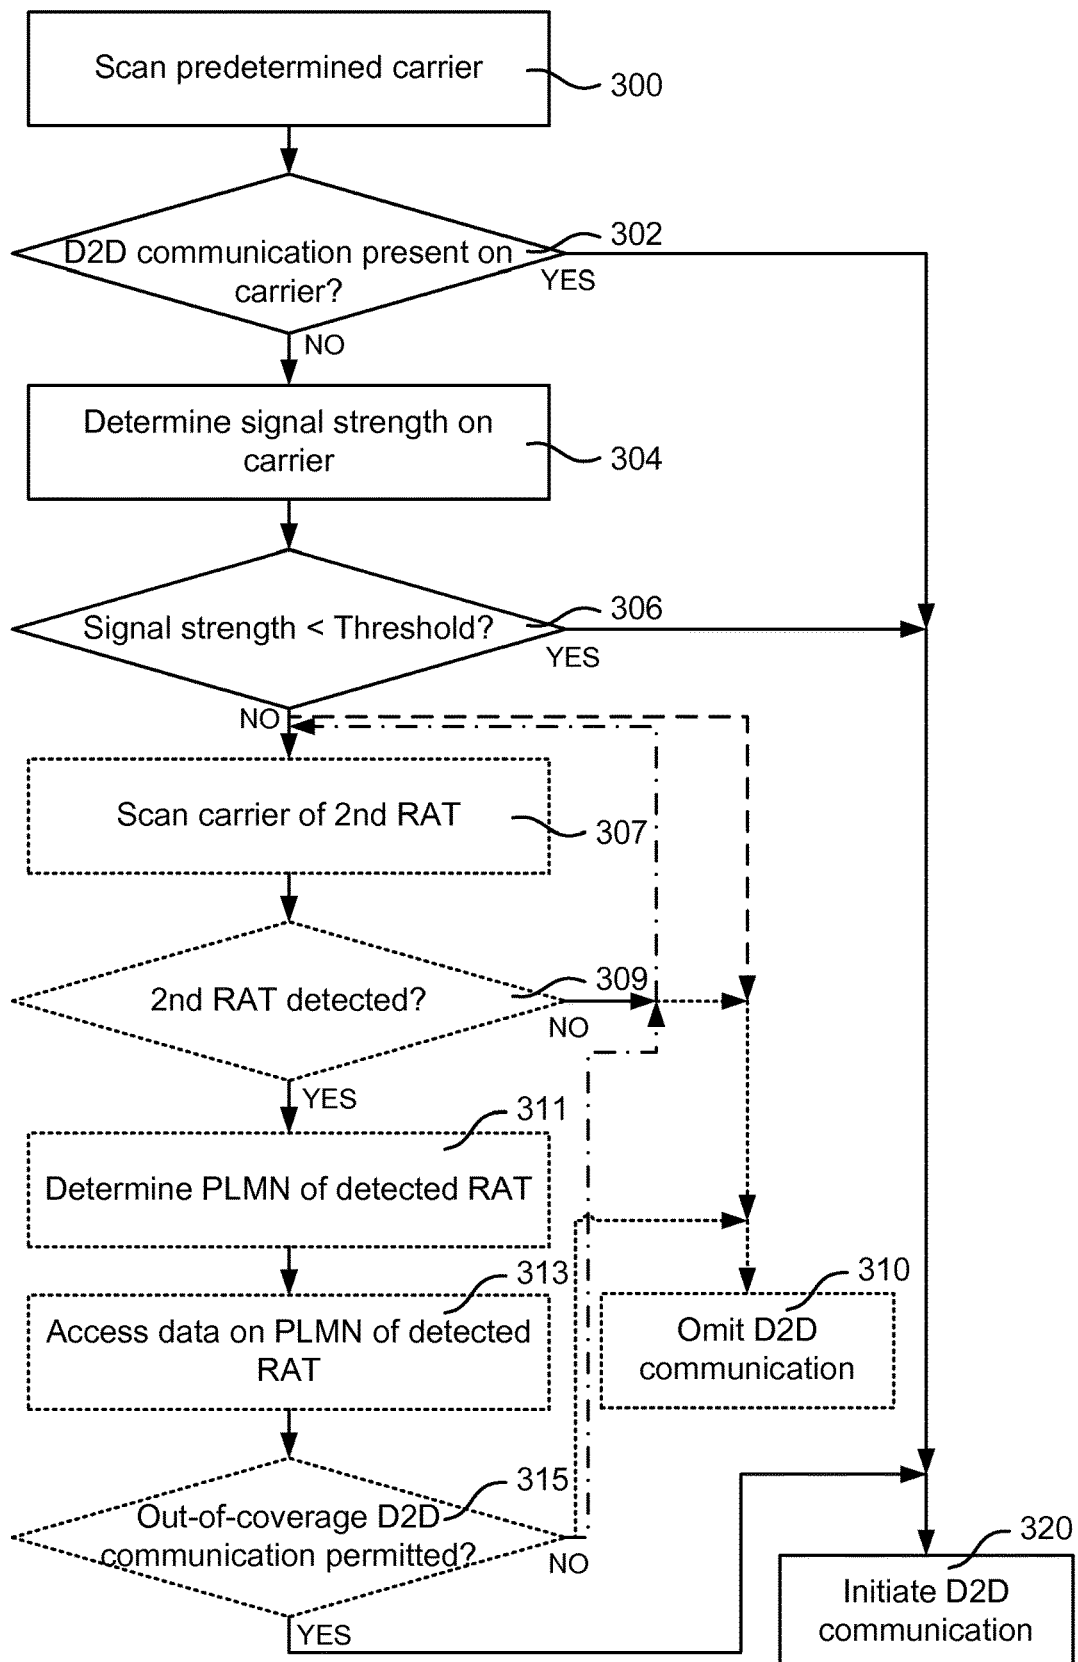 Scan predetermined carrier
300
D2D communication present on
carrier?
302
YES
NO
Determine signal strength on
carrier
304
Signal strength < Threshold?
306
YES
NO
Scan carrier of 2nd RAT
307
2nd RAT detected?
309
NO
YES
311
Determine PLMN of detected RAT
313
Access data on PLMN of detected
RAT
310
Omit D2D
communication
315
Out-of-coverage D2D
communication permitted?
NO
YES
320
Initiate D2D
communication